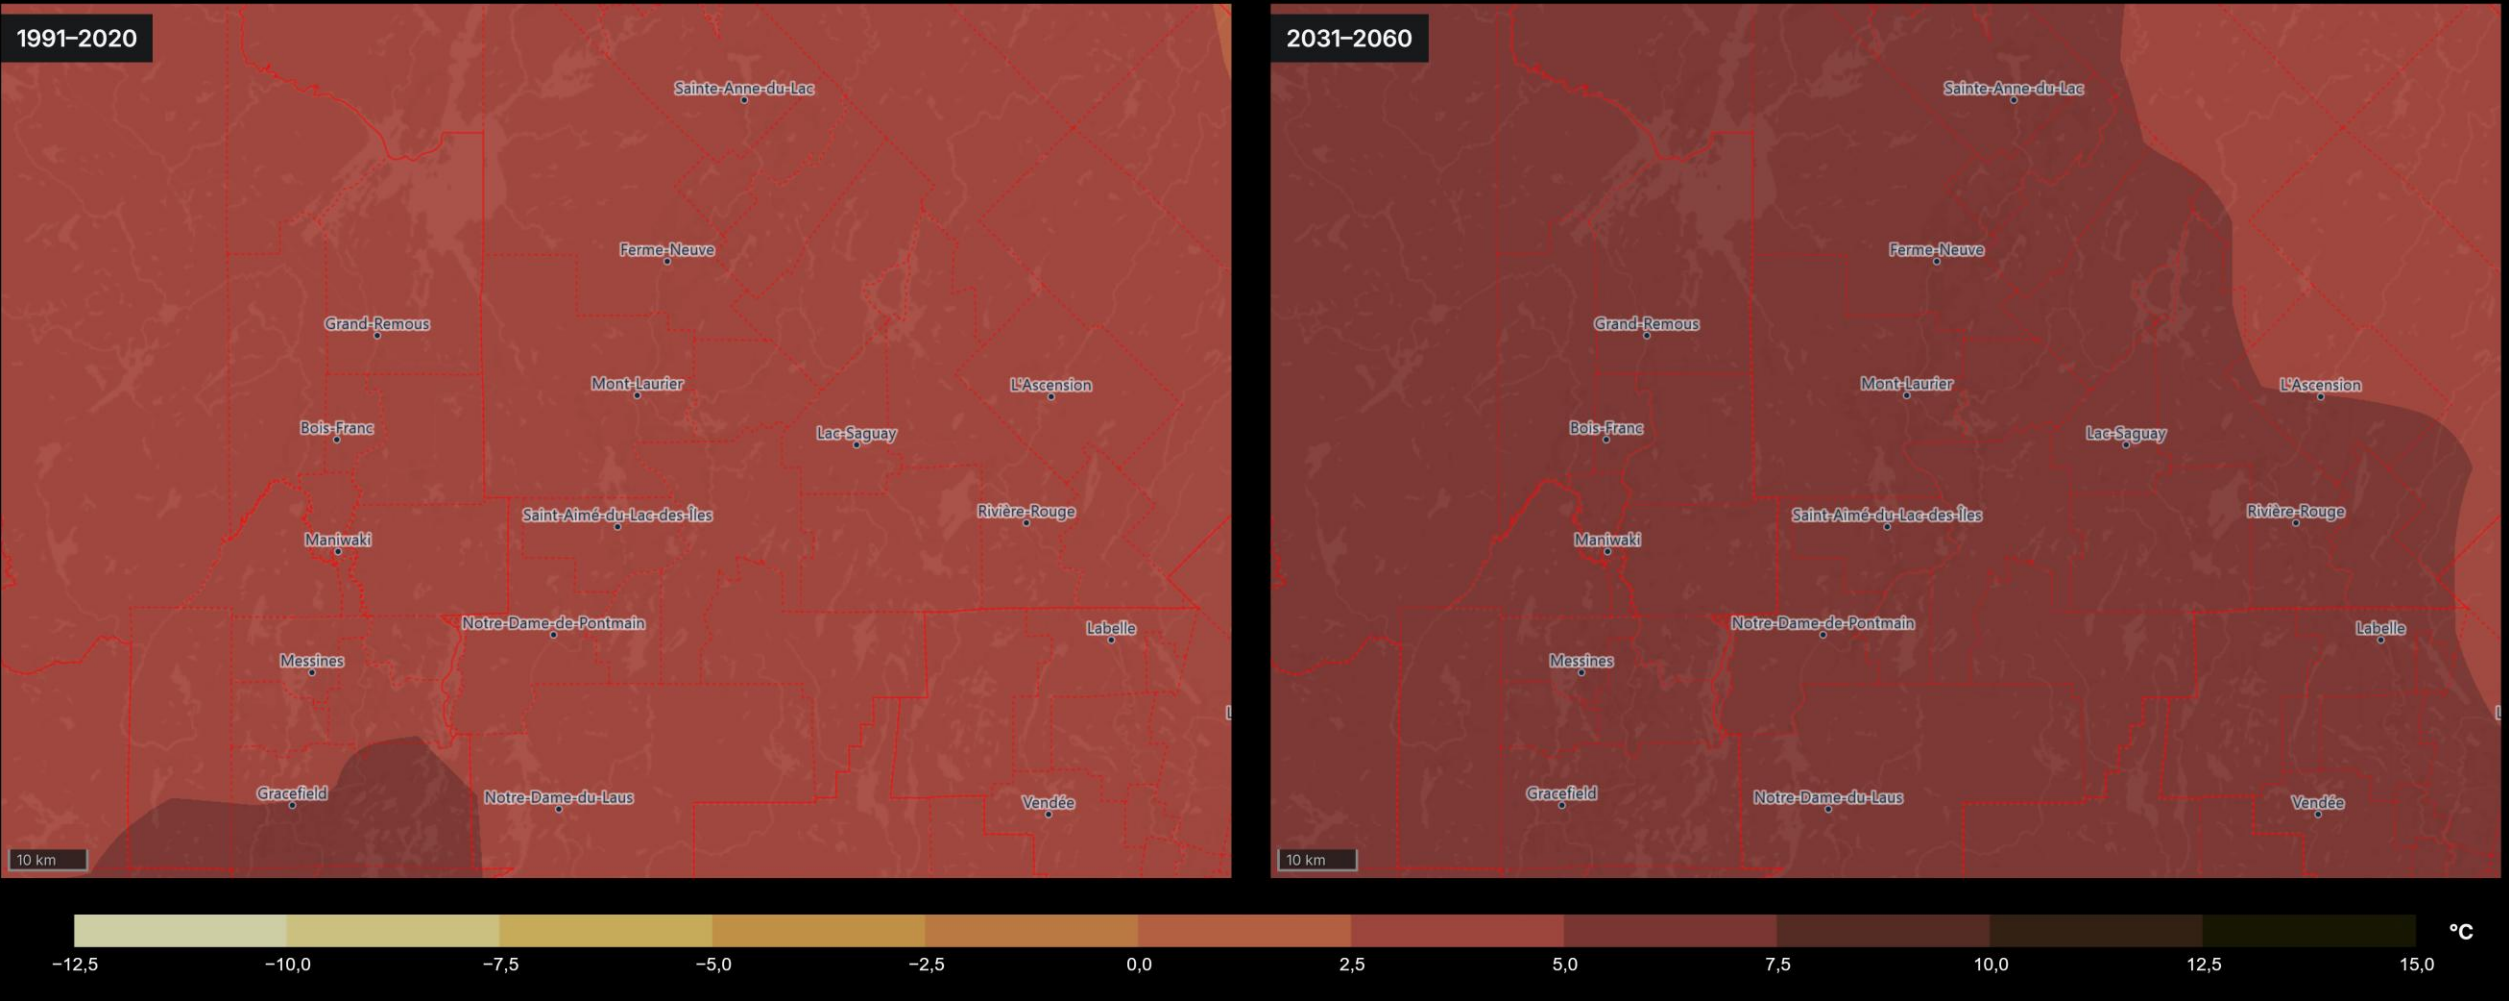 1991–2020
Sainte-Anne-du-Lac
Ferme-Neuve
Grand-Remous
Mont-Laurier
L'Ascension
Bois-Franc
Lac-Saguay
Rivière-Rouge
Saint-Aimé-du-Lac-des-Îles
Maniwaki
Notre-Dame-de-Pontmain
Labelle
Messines
L
Gracefield
Notre-Dame-du-Laus
Vendée
10 km
2031–2060
Sainte-Anne-du-Lac
Ferme-Neuve
Grand-Remous
Mont-Laurier
L'Ascension
Bois-Franc
Lac-Saguay
Rivière-Rouge
Saint-Aimé-du-Lac-des-Îles
Maniwaki
Notre-Dame-de-Pontmain
Labelle
Messines
L
Gracefield
Notre-Dame-du-Laus
Vendée
10 km
°C
−12,5 −10,0 −7,5 −5,0 −2,5 0,0 2,5 5,0 7,5 10,0 12,5 15,0